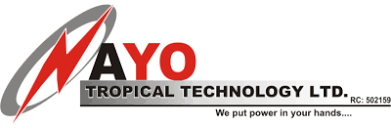 NAYO
TROPICAL TECHNOLOGY LTD. RC: 502159
We put power in your hands....